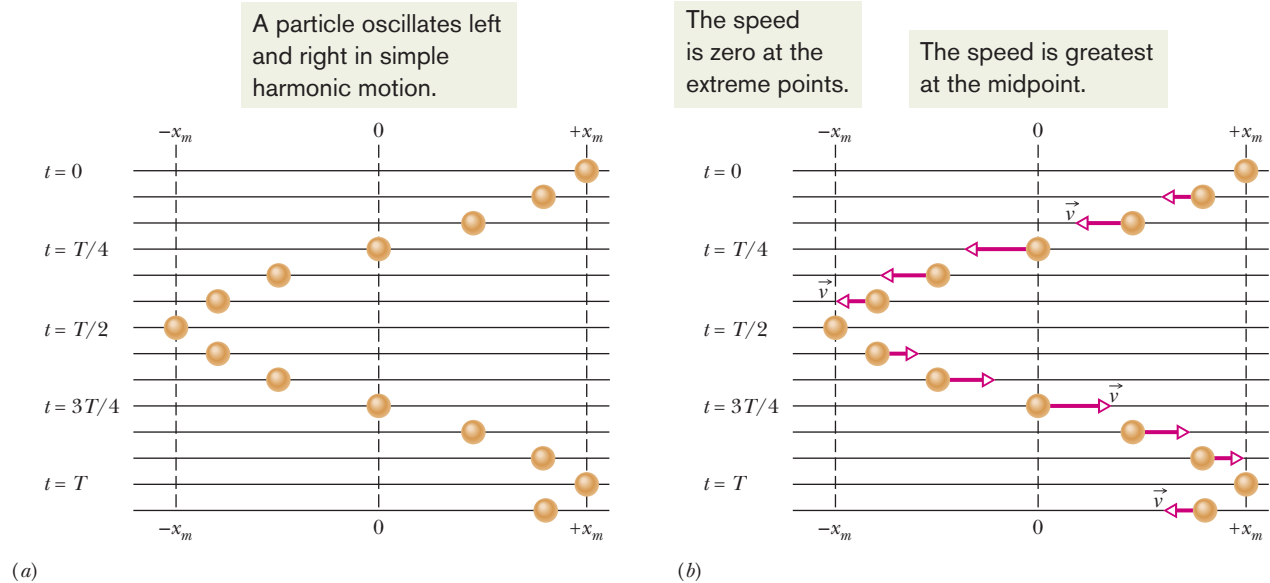 A particle oscillates left
and right in simple
harmonic motion.
−x_m 0 +x_m
t = 0
t = T/4
t = T/2
t = 3T/4
t = T
−x_m 0 +x_m
(a)
The speed
is zero at the
extreme points.
The speed is greatest
at the midpoint.
−x_m 0 +x_m
t = 0
v⃗
t = T/4
v⃗
t = T/2
t = 3T/4 v⃗
t = T
v⃗
−x_m 0 +x_m
(b)